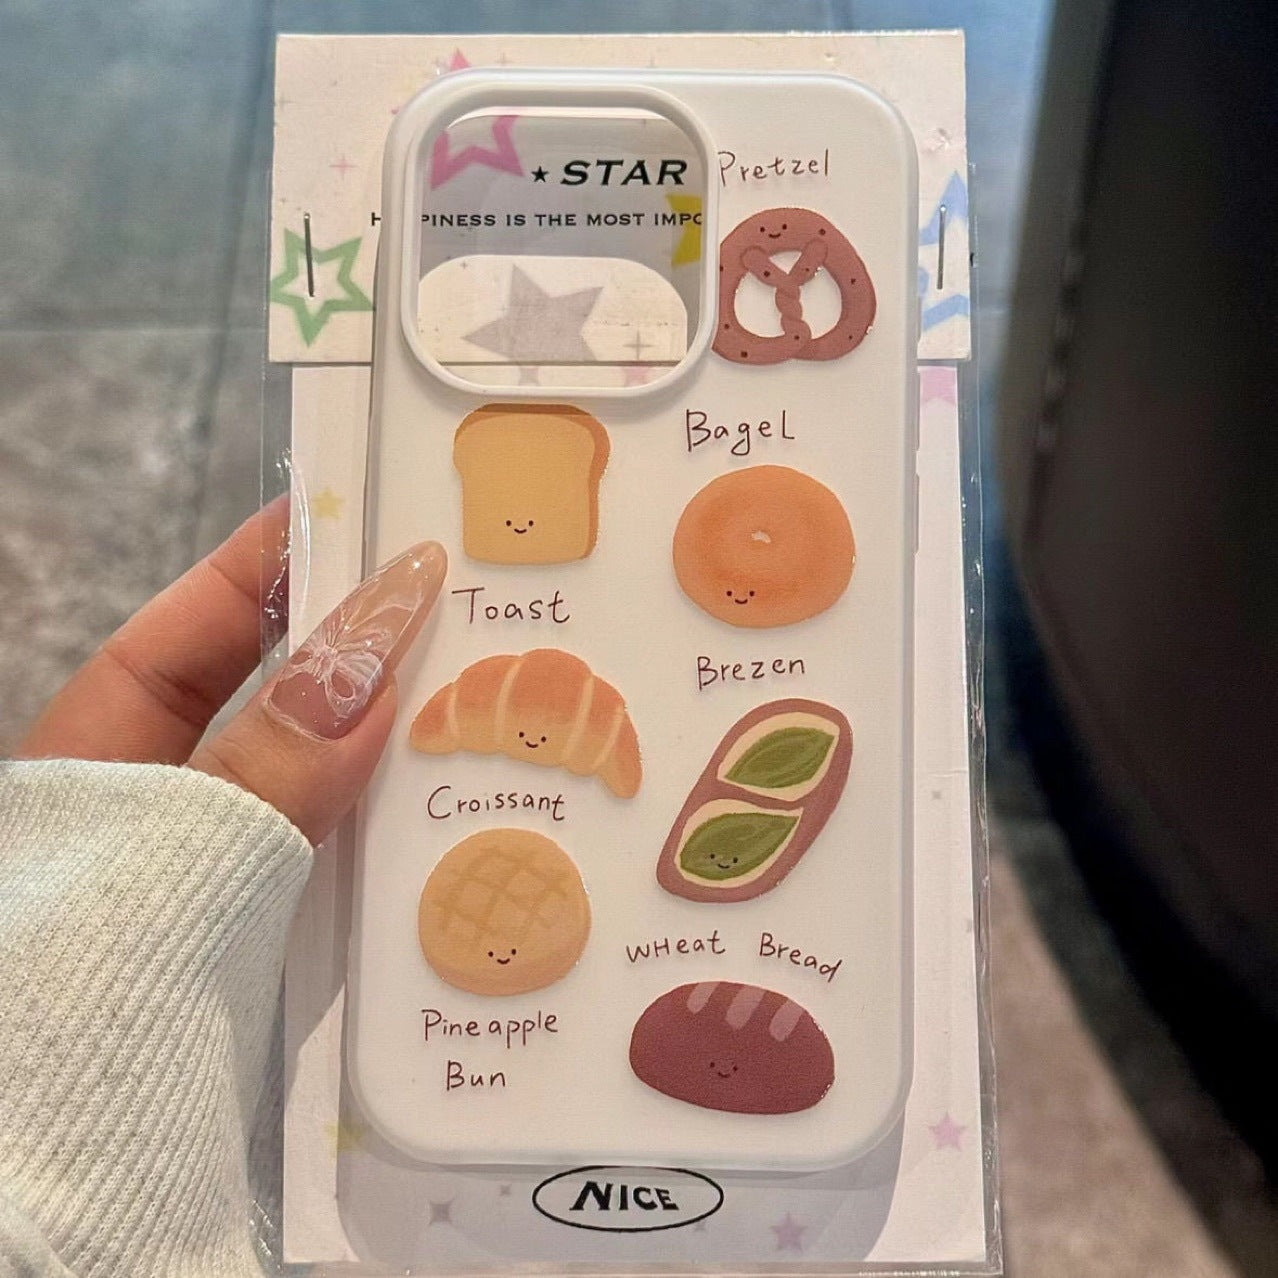 STAR
PINESS IS THE MOST IMPO
Pretzel
Bagel
Toast
Brezen
Croissant
WHeat Bread
Pineapple
Bun
NICE